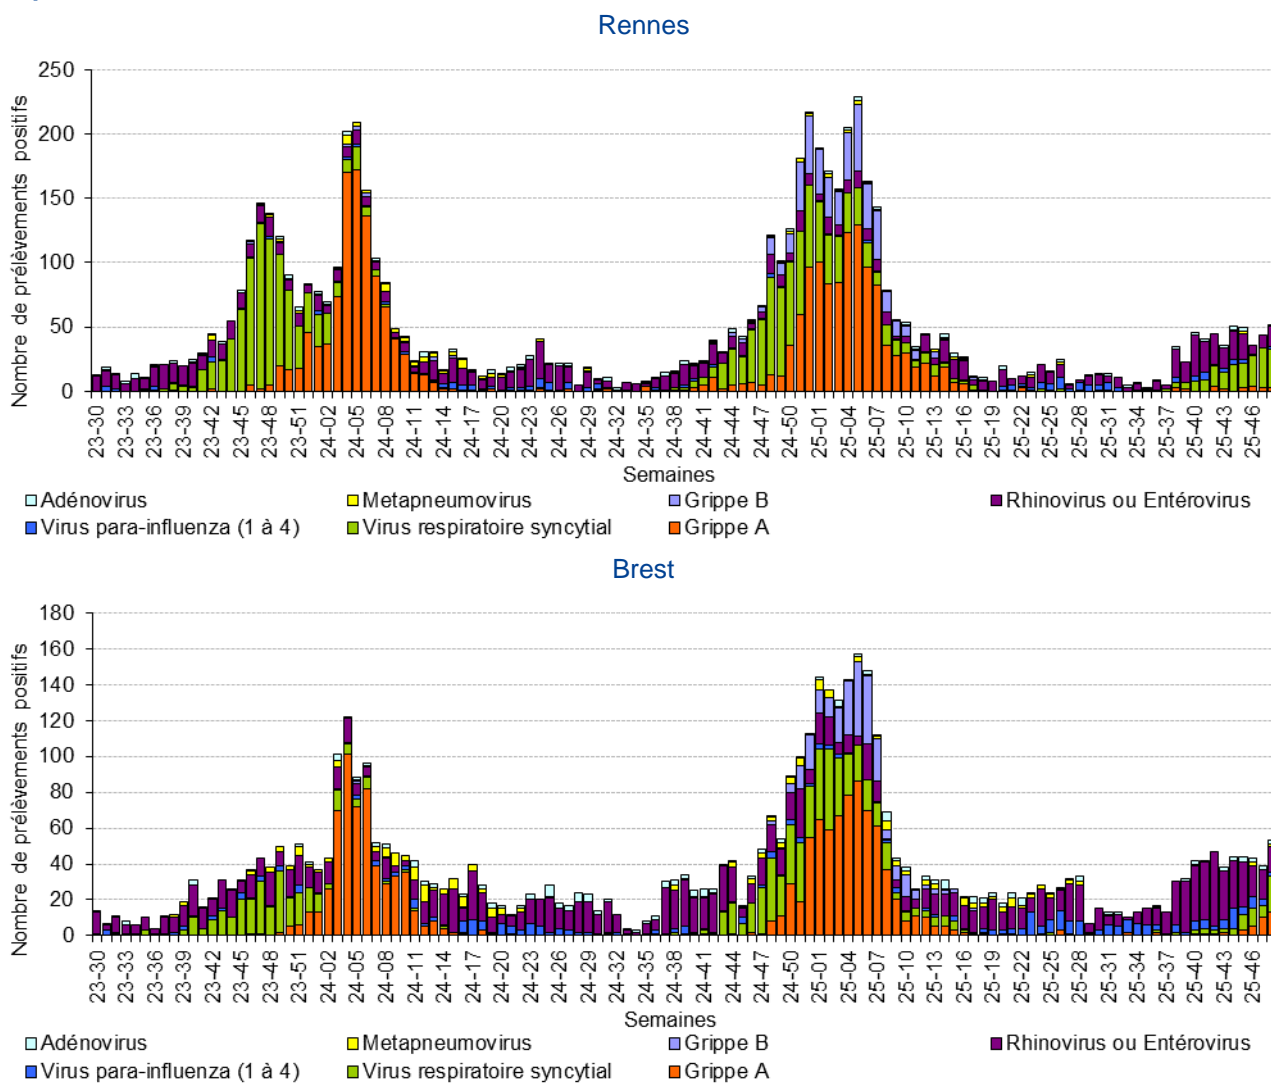 Rennes
Nombre de prélèvements positifs
250
200
150
100
50
0
23-30 23-33 23-36 23-39 23-42 23-45 23-48 23-51 24-02 24-05 24-08 24-11 24-14 24-17 24-20 24-23 24-26 24-29 24-32 24-35 24-38 24-41 24-44 24-47 24-50 25-01 25-04 25-07 25-10 25-13 25-16 25-19 25-22 25-25 25-28 25-31 25-34 25-37 25-40 25-43 25-46
Semaines
Adénovirus Metapneumovirus Grippe B Rhinovirus ou Entérovirus
Virus para-influenza (1 à 4) Virus respiratoire syncytial Grippe A
Brest
Nombre de prélèvements positifs
180
160
140
120
100
80
60
40
20
0
23-30 23-33 23-36 23-39 23-42 23-45 23-48 23-51 24-02 24-05 24-08 24-11 24-14 24-17 24-20 24-23 24-26 24-29 24-32 24-35 24-38 24-41 24-44 24-47 24-50 25-01 25-04 25-07 25-10 25-13 25-16 25-19 25-22 25-25 25-28 25-31 25-34 25-37 25-40 25-43 25-46
Semaines
Adénovirus Metapneumovirus Grippe B Rhinovirus ou Entérovirus
Virus para-influenza (1 à 4) Virus respiratoire syncytial Grippe A